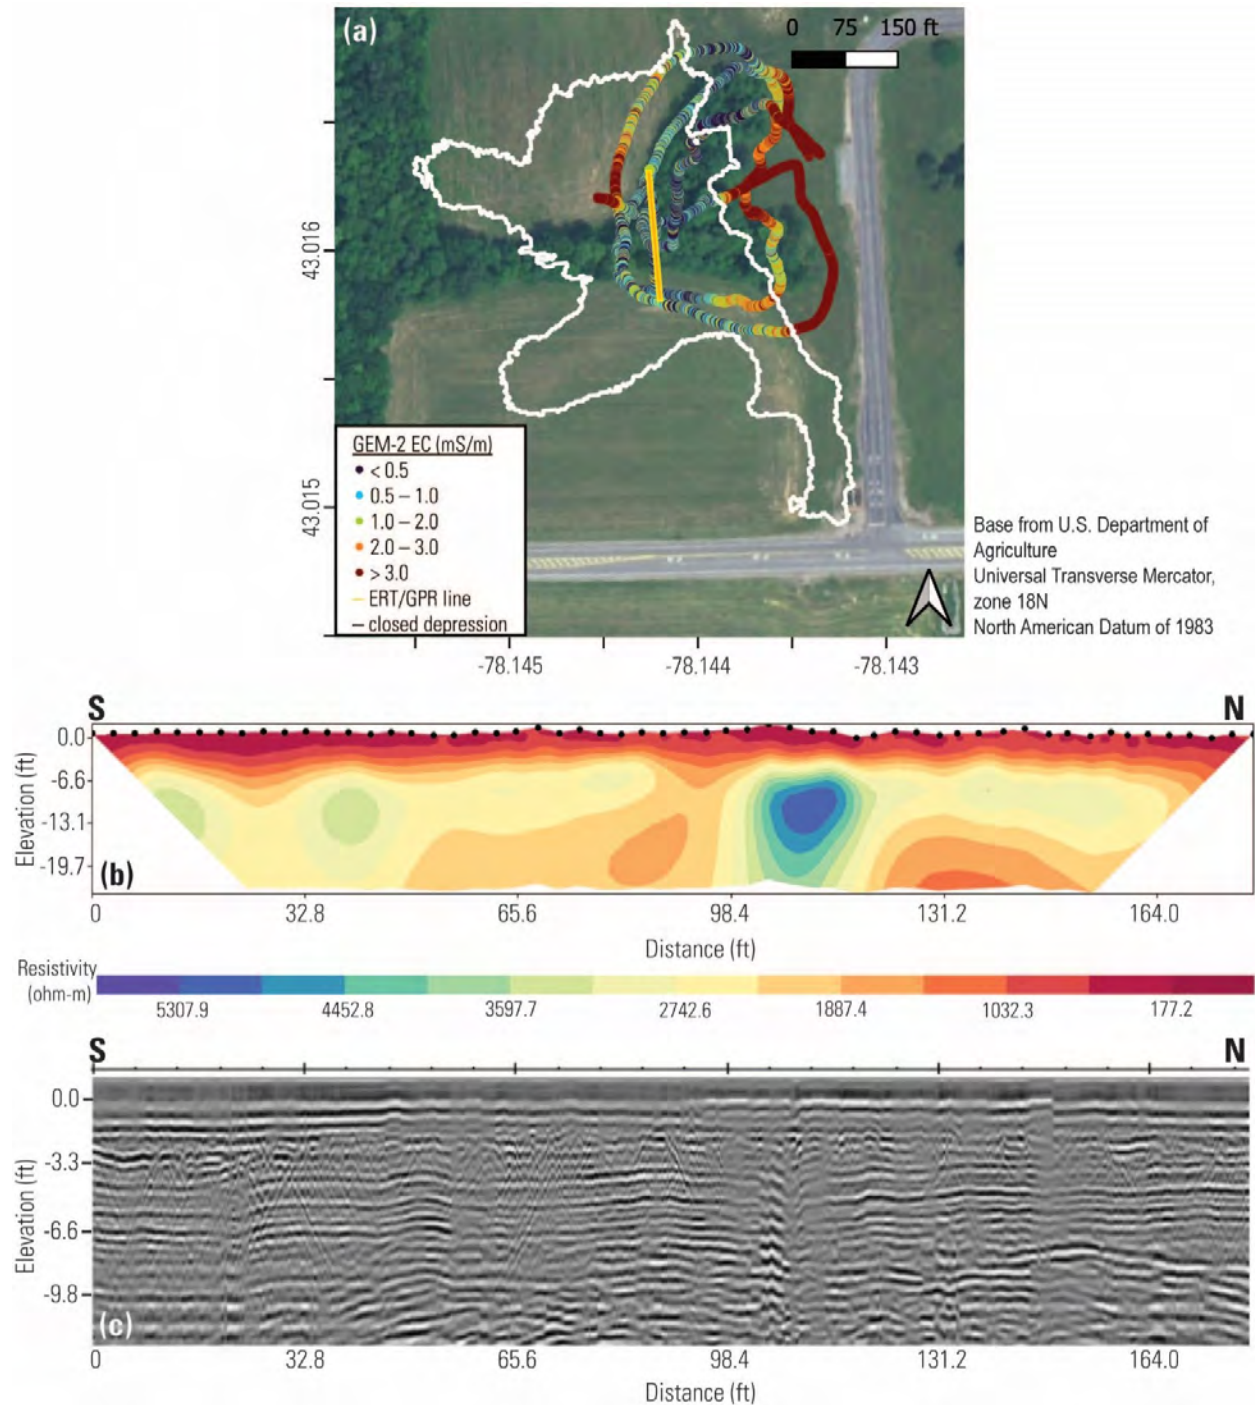 (a)
0 75 150 ft
43.016
43.015
GEM-2 EC (mS/m)
< 0.5
0.5 – 1.0
1.0 – 2.0
2.0 – 3.0
> 3.0
ERT/GPR line
closed depression
Base from U.S. Department of
Agriculture
Universal Transverse Mercator,
zone 18N
North American Datum of 1983
-78.145 -78.144 -78.143
S N
Elevation (ft)
0.0
-6.6
-13.1
-19.7
(b)
0 32.8 65.6 98.4 131.2 164.0
Distance (ft)
Resistivity
(ohm-m)
5307.9 4452.8 3597.7 2742.6 1887.4 1032.3 177.2
S N
Elevation (ft)
0.0
-3.3
-6.6
-9.8
(c)
0 32.8 65.6 98.4 131.2 164.0
Distance (ft)